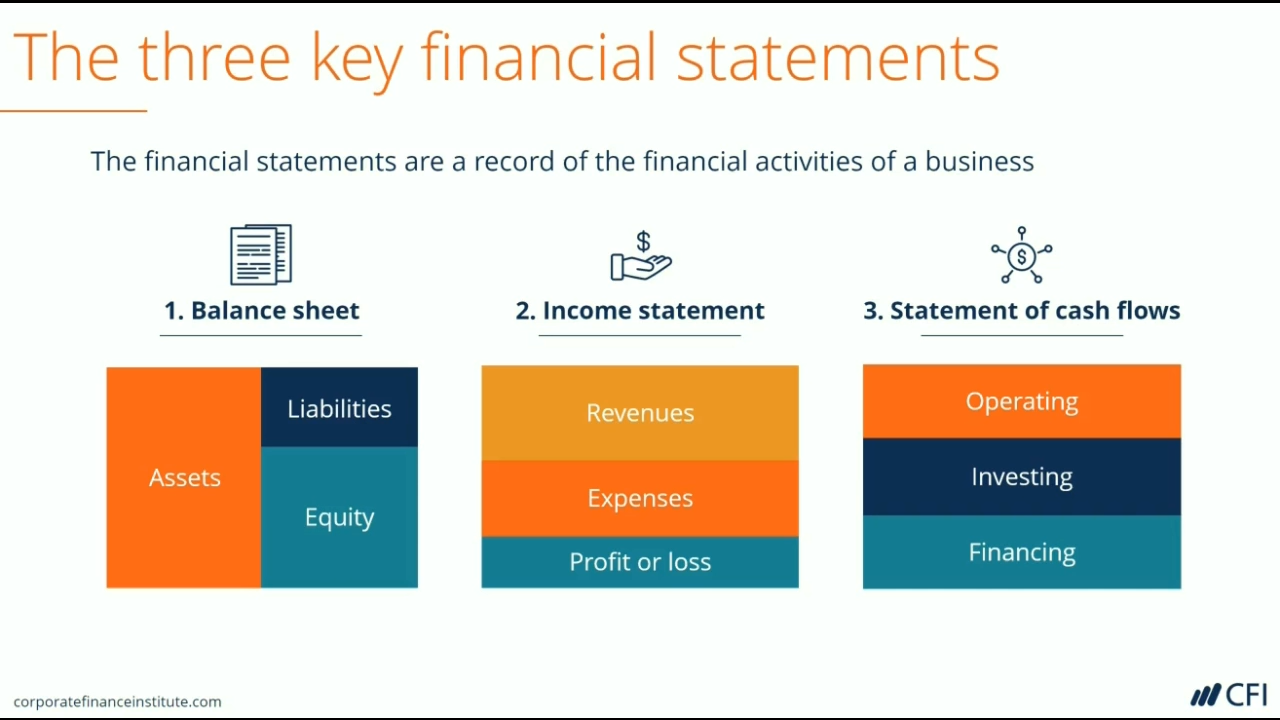 The three key financial statements
The financial statements are a record of the financial activities of a business
$
$
1. Balance sheet
2. Income statement
3. Statement of cash flows
Assets
Liabilities
Equity
Revenues
Expenses
Profit or loss
Operating
Investing
Financing
corporatefinanceinstitute.com
CFI